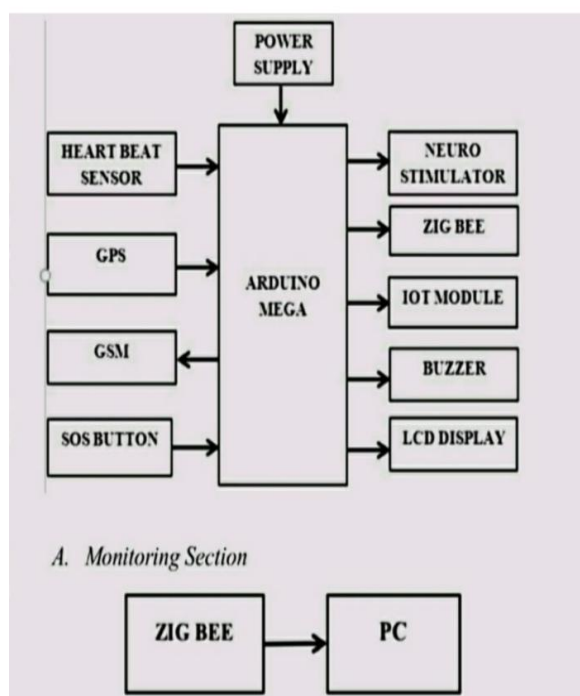 POWER
SUPPLY
HEART BEAT
SENSOR
GPS
GSM
SOS BUTTON
ARDUINO
MEGA
NEURO
STIMULATOR
ZIG BEE
IOT MODULE
BUZZER
LCD DISPLAY
A. Monitoring Section
ZIG BEE
PC